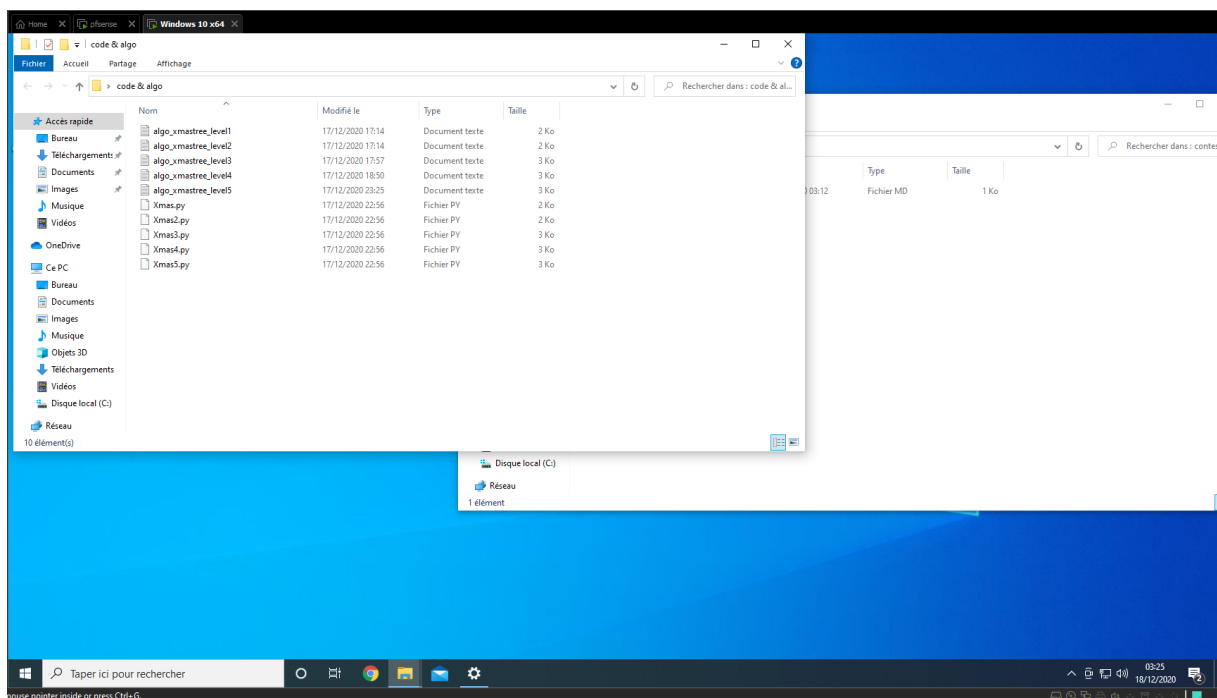 Home pfsense Windows 10 x64
code & algo
Fichier Accueil Partage Affichage
code & algo Rechercher dans : code & al...
Nom Modifié le Type Taille
Accès rapide
Bureau
Téléchargements
Documents
Images
Musique
Vidéos
OneDrive
Ce PC
Bureau
Documents
Images
Musique
Objets 3D
Téléchargements
Vidéos
Disque local (C:)
Réseau
algo_xmastree_level1 17/12/2020 17:14 Document texte 2 Ko
algo_xmastree_level2 17/12/2020 17:14 Document texte 2 Ko
algo_xmastree_level3 17/12/2020 17:57 Document texte 3 Ko
algo_xmastree_level4 17/12/2020 18:50 Document texte 3 Ko
algo_xmastree_level5 17/12/2020 23:25 Document texte 3 Ko
Xmas.py 17/12/2020 22:56 Fichier PY 2 Ko
Xmas2.py 17/12/2020 22:56 Fichier PY 2 Ko
Xmas3.py 17/12/2020 22:56 Fichier PY 3 Ko
Xmas4.py 17/12/2020 22:56 Fichier PY 3 Ko
Xmas5.py 17/12/2020 22:56 Fichier PY 3 Ko
10 élément(s)
Rechercher dans : contes
Type Taille
03:12 Fichier MD 1 Ko
Disque local (C:)
Réseau
1 élément
Taper ici pour rechercher
03:25
18/12/2020
pointer inside or press Ctrl+G.